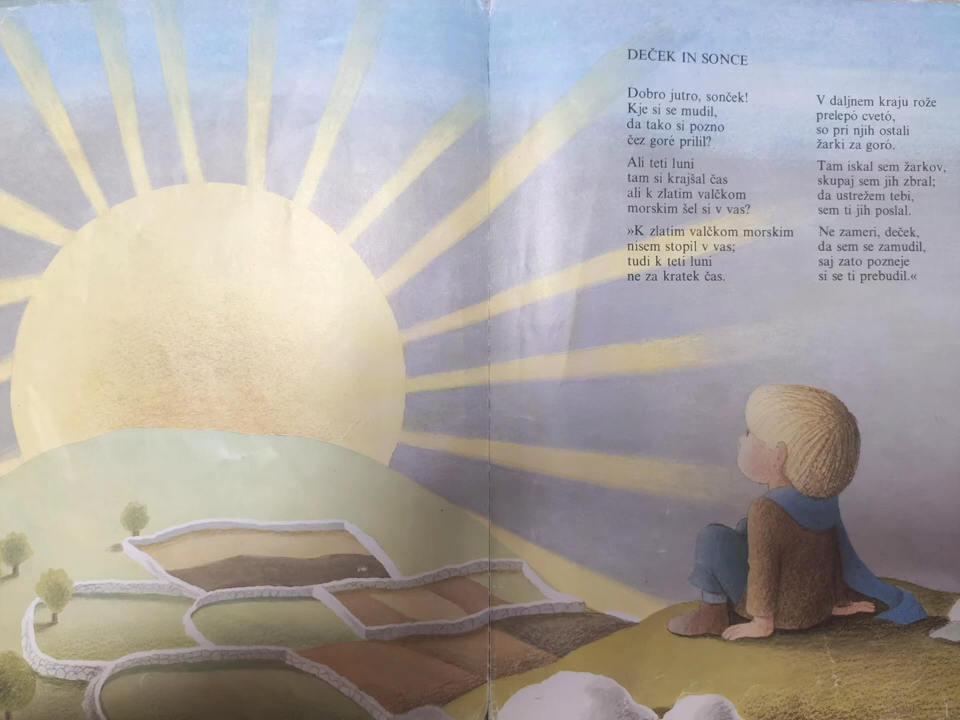 DEČEK IN SONCE
Dobro jutro, sonček!
Kje si se mudil,
da tako si pozno
čez goré prilil?
Ali teti luni
tam si krajšal čas
ali k zlatim valčkom
morskim šel si v vas?
»K zlatim valčkom morskim
nisem stopil v vas;
tudi k teti luni
ne za kratek čas.
V daljnem kraju rože
prelepó cvetó,
so pri njih ostali
žarki za goró.
Tam iskal sem žarkov,
skupaj sem jih zbral;
da ustrežem tebi,
sem ti jih poslal.
Ne zameri, deček,
da sem se zamudil,
saj zato pozneje
si se ti prebudil.«